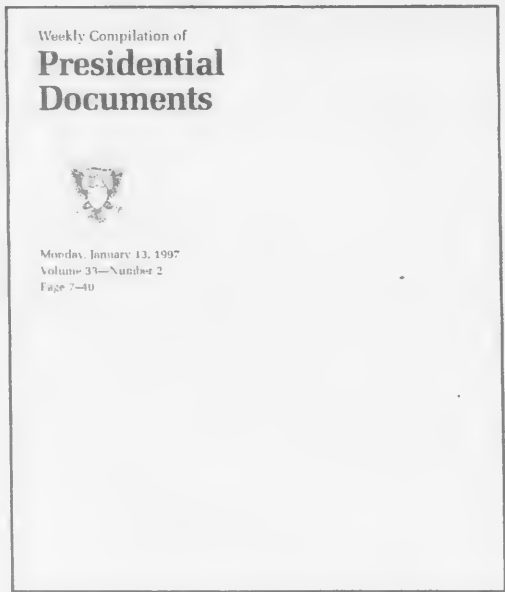 Weekly Compilation of
Presidential
Documents
Monday, January 13, 1997
Volume 33—Number 2
Page 7–40